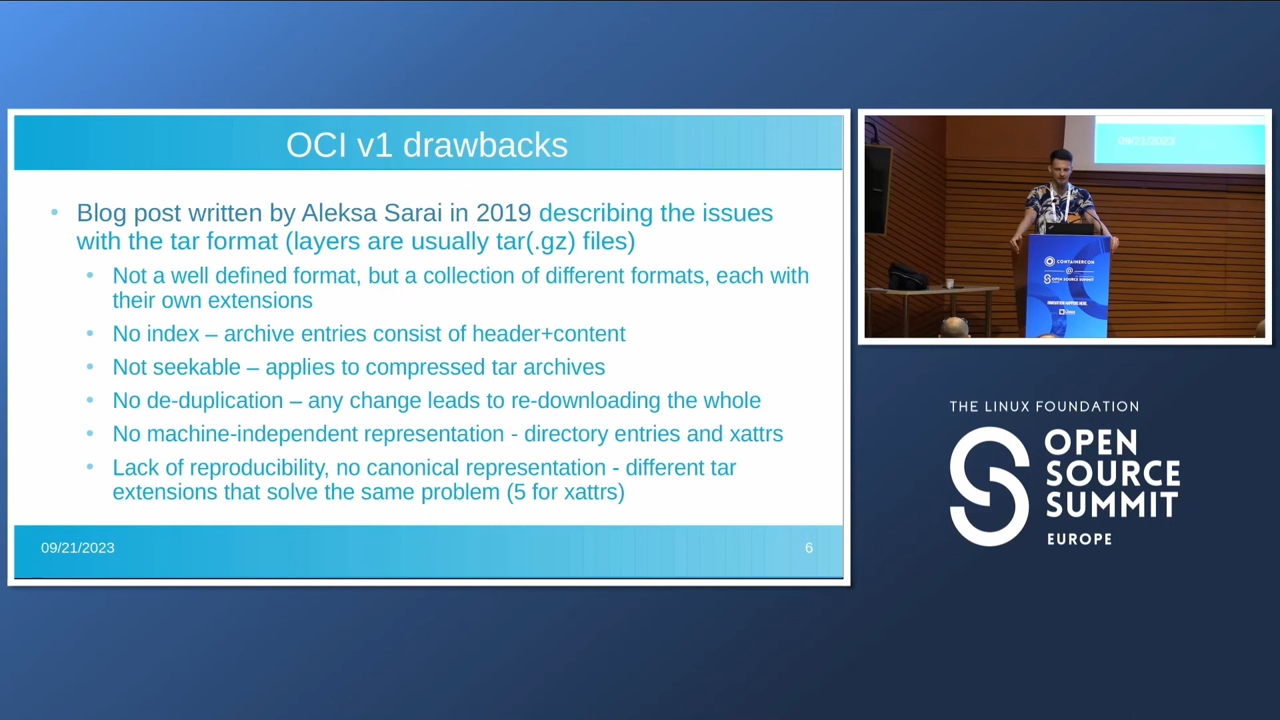 OCI v1 drawbacks
Blog post written by Aleksa Sarai in 2019 describing the issues
with the tar format (layers are usually tar(.gz) files)
Not a well defined format, but a collection of different formats, each with
their own extensions
No index – archive entries consist of header+content
Not seekable – applies to compressed tar archives
No de-duplication – any change leads to re-downloading the whole
No machine-independent representation - directory entries and xattrs
Lack of reproducibility, no canonical representation - different tar
extensions that solve the same problem (5 for xattrs)
09/21/2023
6
09/21/2023
CONTAINERCON
@
OPEN SOURCE SUMMIT
THE LINUX FOUNDATION
OPEN
SOURCE
SUMMIT
EUROPE